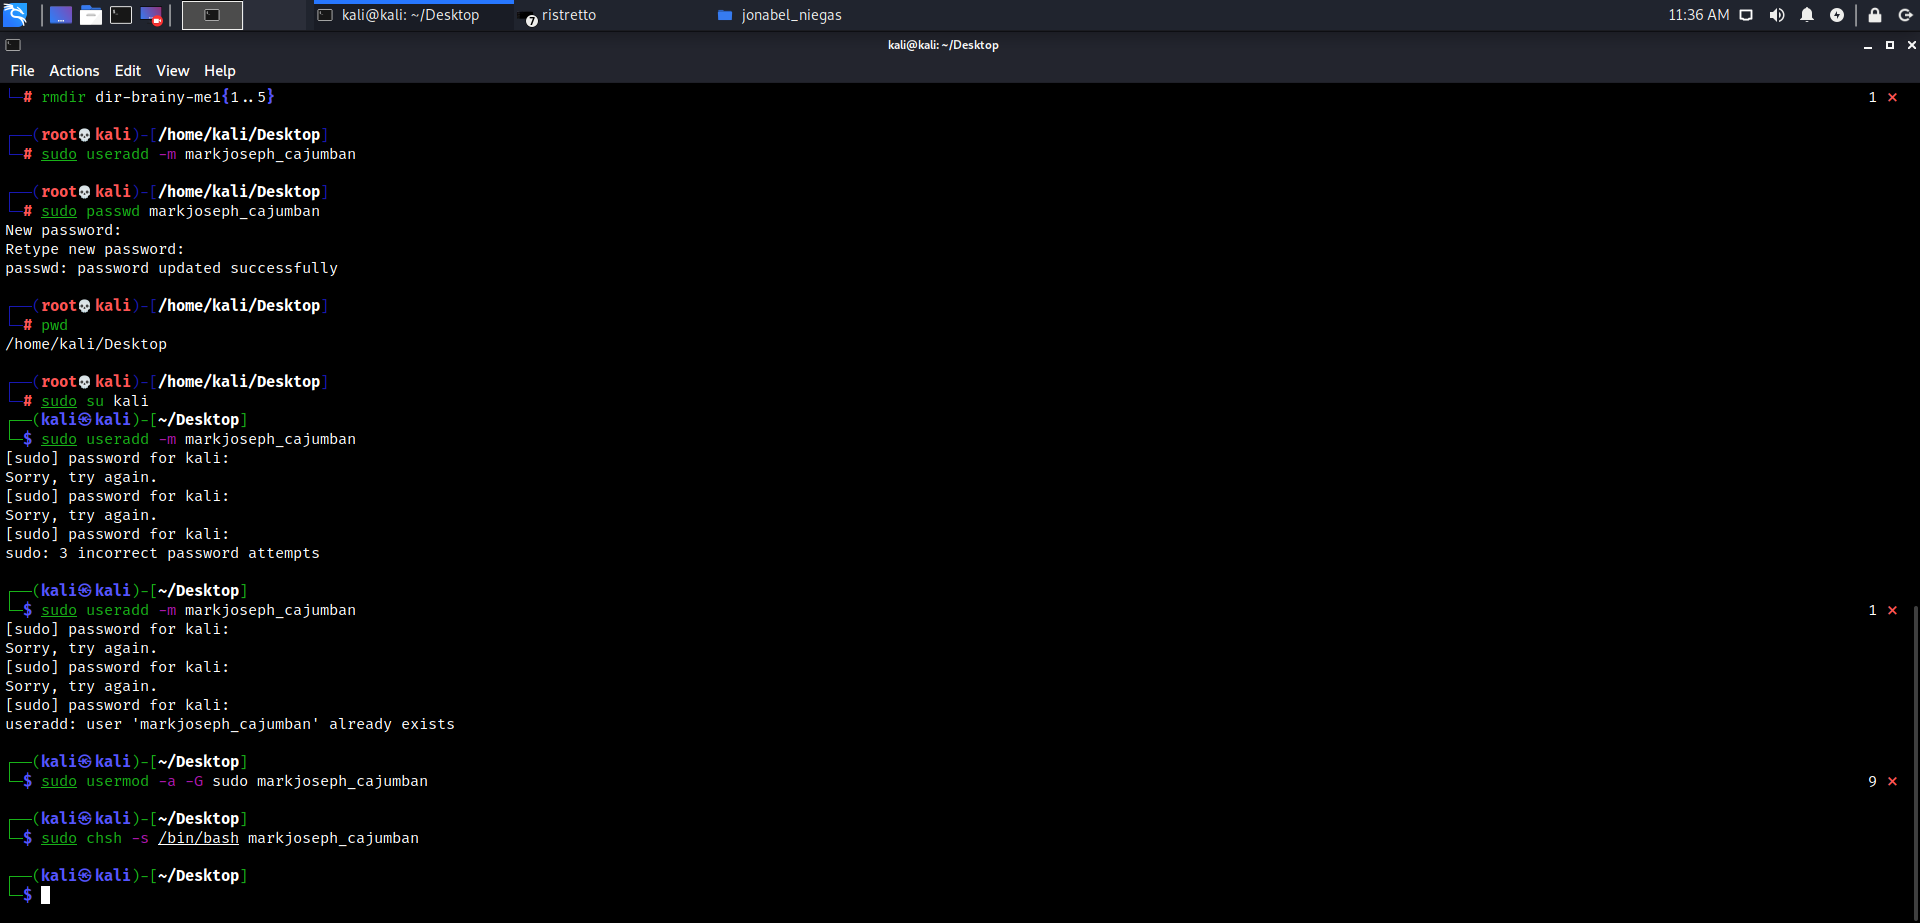 kali@kali: ~/Desktop
7
ristretto
jonabel_niegas
11:36 AM
kali@kali: ~/Desktop
File Actions Edit View Help
# rmdir dir-brainy-me1{1..5} 1 ×
(root💀kali)-[/home/kali/Desktop]
# sudo useradd -m markjoseph_cajumban
(root💀kali)-[/home/kali/Desktop]
# sudo passwd markjoseph_cajumban
New password:
Retype new password:
passwd: password updated successfully
(root💀kali)-[/home/kali/Desktop]
# pwd
/home/kali/Desktop
(root💀kali)-[/home/kali/Desktop]
# sudo su kali
(kali㉿kali)-[~/Desktop]
$ sudo useradd -m markjoseph_cajumban
[sudo] password for kali:
Sorry, try again.
[sudo] password for kali:
Sorry, try again.
[sudo] password for kali:
sudo: 3 incorrect password attempts
(kali㉿kali)-[~/Desktop]
$ sudo useradd -m markjoseph_cajumban 1 ×
[sudo] password for kali:
Sorry, try again.
[sudo] password for kali:
Sorry, try again.
[sudo] password for kali:
useradd: user 'markjoseph_cajumban' already exists
(kali㉿kali)-[~/Desktop]
$ sudo usermod -a -G sudo markjoseph_cajumban 9 ×
(kali㉿kali)-[~/Desktop]
$ sudo chsh -s /bin/bash markjoseph_cajumban
(kali㉿kali)-[~/Desktop]
$